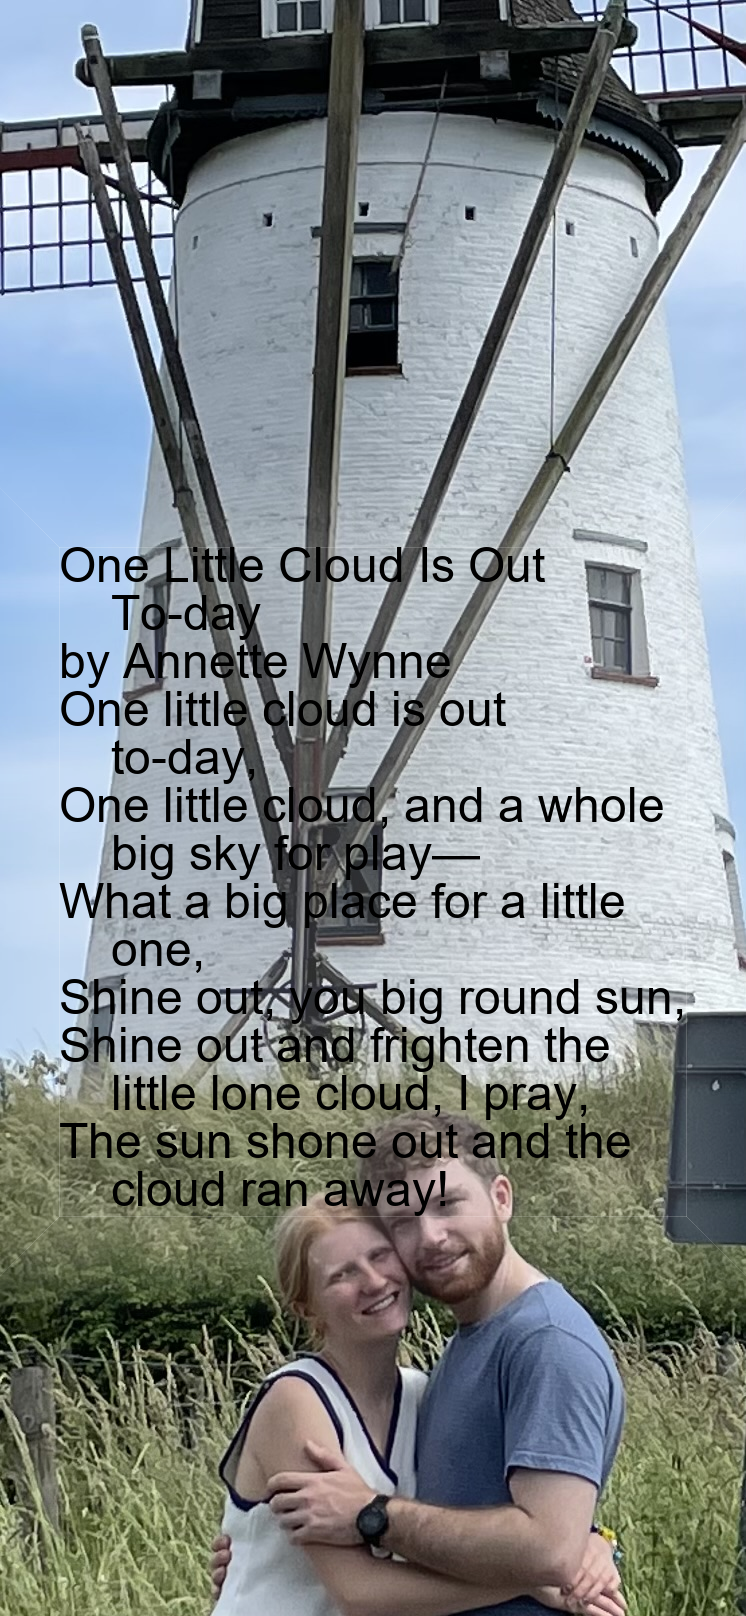 One Little Cloud Is Out
To-day
by Annette Wynne
One little cloud is out
to-day,
One little cloud, and a whole
big sky for play—
What a big place for a little
one,
Shine out, you big round sun,
Shine out and frighten the
little lone cloud, I pray,
The sun shone out and the
cloud ran away!